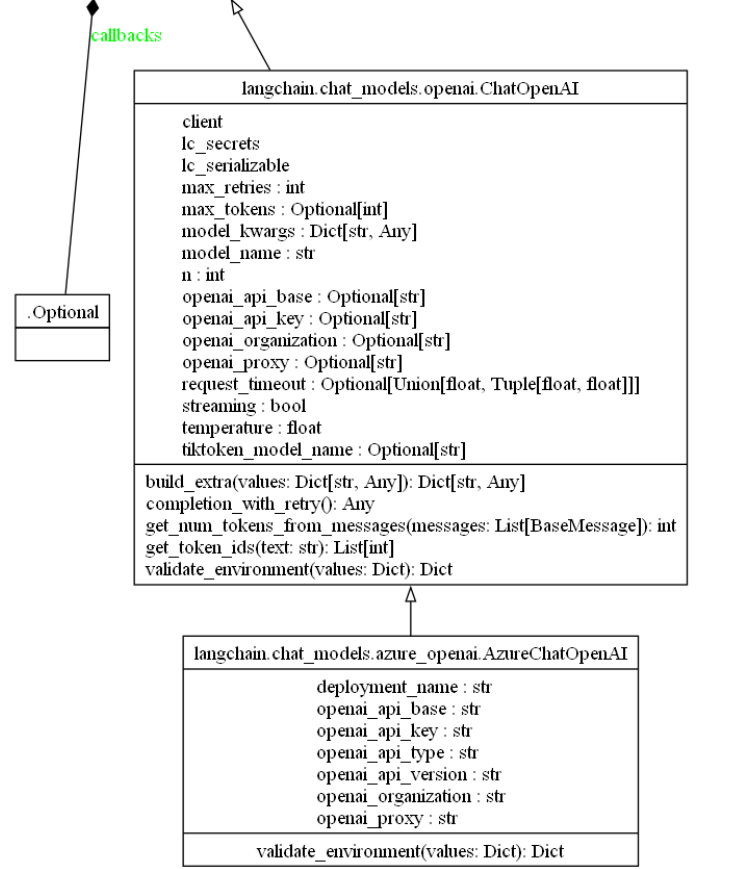 callbacks
langchain.chat_models.openai.ChatOpenAI
client
lc_secrets
lc_serializable
max_retries : int
max_tokens : Optional[int]
model_kwargs : Dict[str, Any]
model_name : str
n : int
openai_api_base : Optional[str]
openai_api_key : Optional[str]
openai_organization : Optional[str]
openai_proxy : Optional[str]
request_timeout : Optional[Union[float, Tuple[float, float]]]
streaming : bool
temperature : float
tiktoken_model_name : Optional[str]
build_extra(values: Dict[str, Any]): Dict[str, Any]
completion_with_retry(): Any
get_num_tokens_from_messages(messages: List[BaseMessage]): int
get_token_ids(text: str): List[int]
validate_environment(values: Dict): Dict
.Optional
langchain.chat_models.azure_openai.AzureChatOpenAI
deployment_name : str
openai_api_base : str
openai_api_key : str
openai_api_type : str
openai_api_version : str
openai_organization : str
openai_proxy : str
validate_environment(values: Dict): Dict